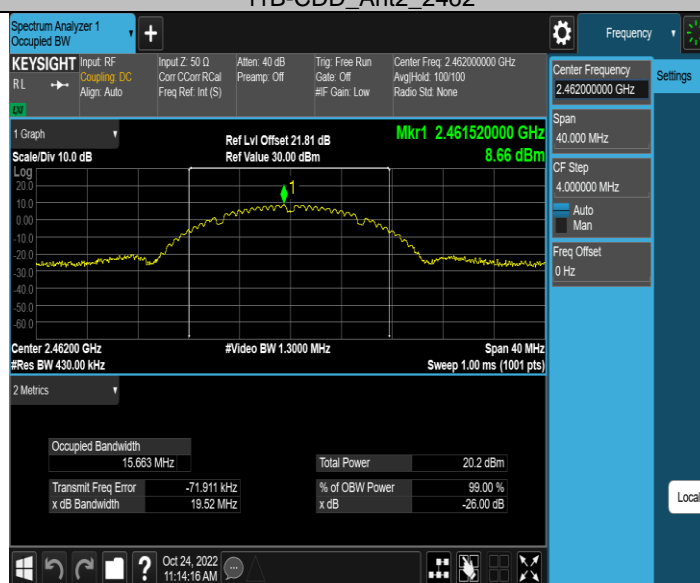 11B-CDD_Ant2_2462
Spectrum Analyzer 1
Occupied BW
Frequency
KEYSIGHT
R L
LXI
Input: RF
Coupling: DC
Align: Auto
Input Z: 50 Ω
Corr CCorr RCal
Freq Ref: Int (S)
Atten: 40 dB
Preamp: Off
Trig: Free Run
Gate: Off
#IF Gain: Low
Center Freq: 2.462000000 GHz
Avg|Hold: 100/100
Radio Std: None
1 Graph
Scale/Div 10.0 dB
Ref Lvl Offset 21.81 dB
Ref Value 30.00 dBm
Mkr1 2.461520000 GHz
8.66 dBm
Log
20.0
10.0
0.00
-10.0
-20.0
-30.0
-40.0
-50.0
-60.0
1
Center 2.46200 GHz
#Res BW 430.00 kHz
#Video BW 1.3000 MHz
Span 40 MHz
Sweep 1.00 ms (1001 pts)
2 Metrics
Occupied Bandwidth
15.663 MHz
Transmit Freq Error -71.911 kHz
x dB Bandwidth 19.52 MHz
Total Power 20.2 dBm
% of OBW Power 99.00 %
x dB -26.00 dB
Center Frequency
2.462000000 GHz
Settings
Span
40.000 MHz
CF Step
4.000000 MHz
Auto
Man
Freq Offset
0 Hz
Local
Oct 24, 2022
11:14:16 AM